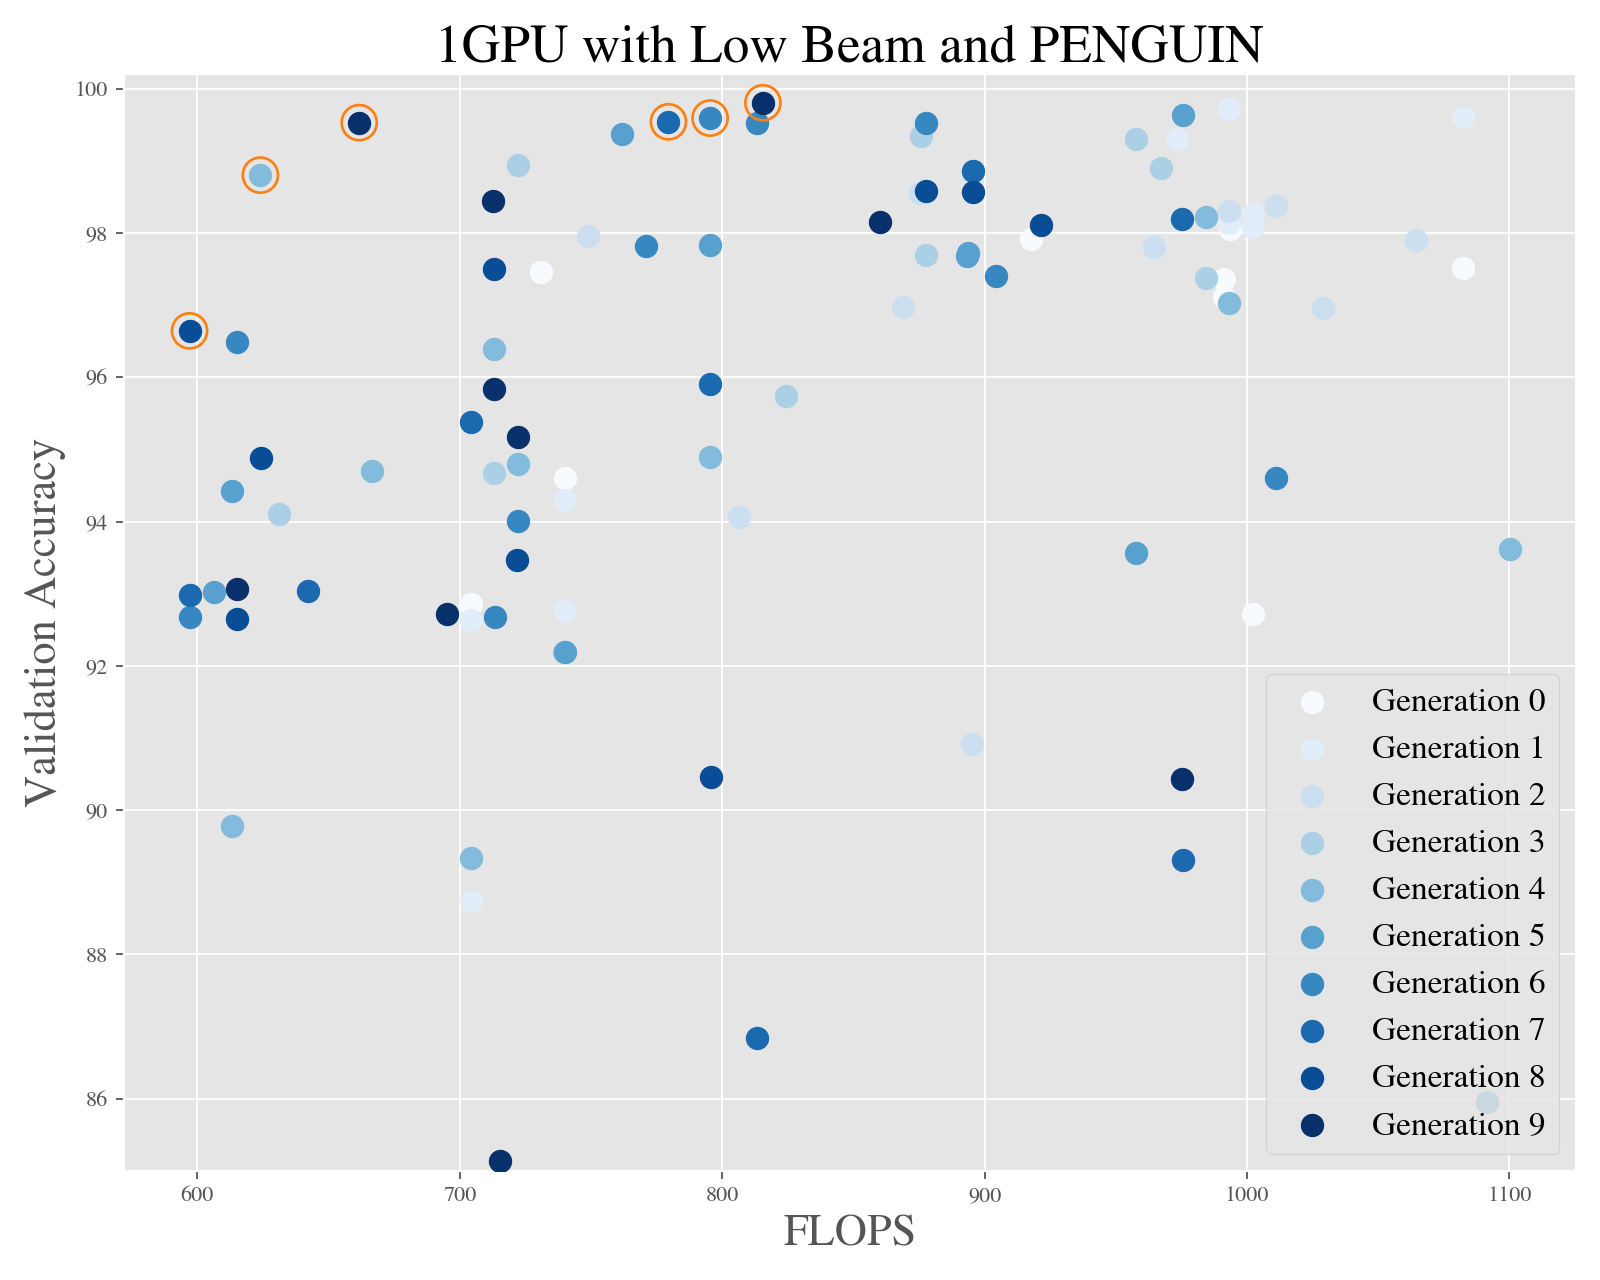 1GPU with Low Beam and PENGUIN
Validation Accuracy
100
98
96
94
92
90
88
86
600
700
800
900
1000
1100
FLOPS
Generation 0
Generation 1
Generation 2
Generation 3
Generation 4
Generation 5
Generation 6
Generation 7
Generation 8
Generation 9